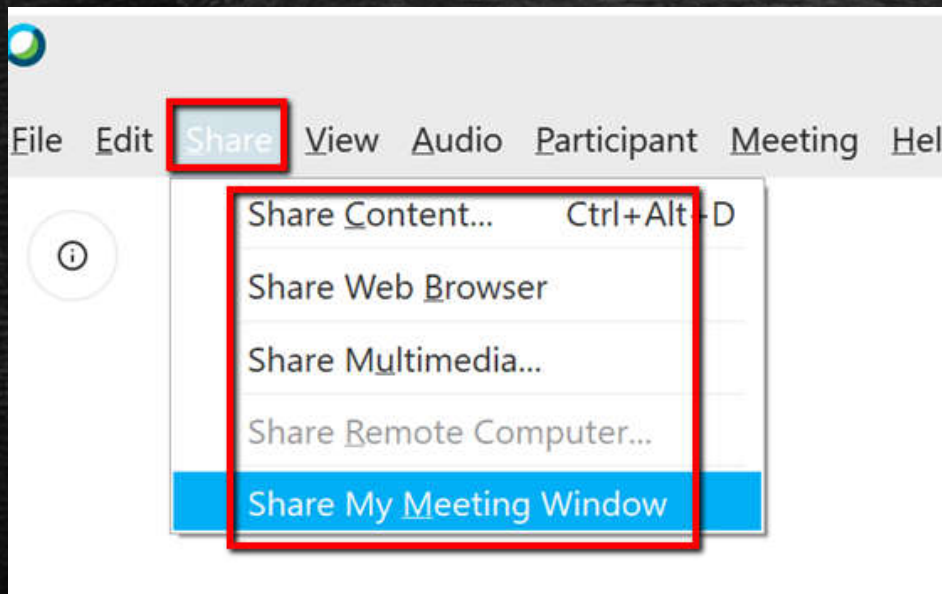 File Edit Share View Audio Participant Meeting Hel
Share Content... Ctrl+Alt+D
Share Web Browser
Share Multimedia...
Share Remote Computer...
Share My Meeting Window